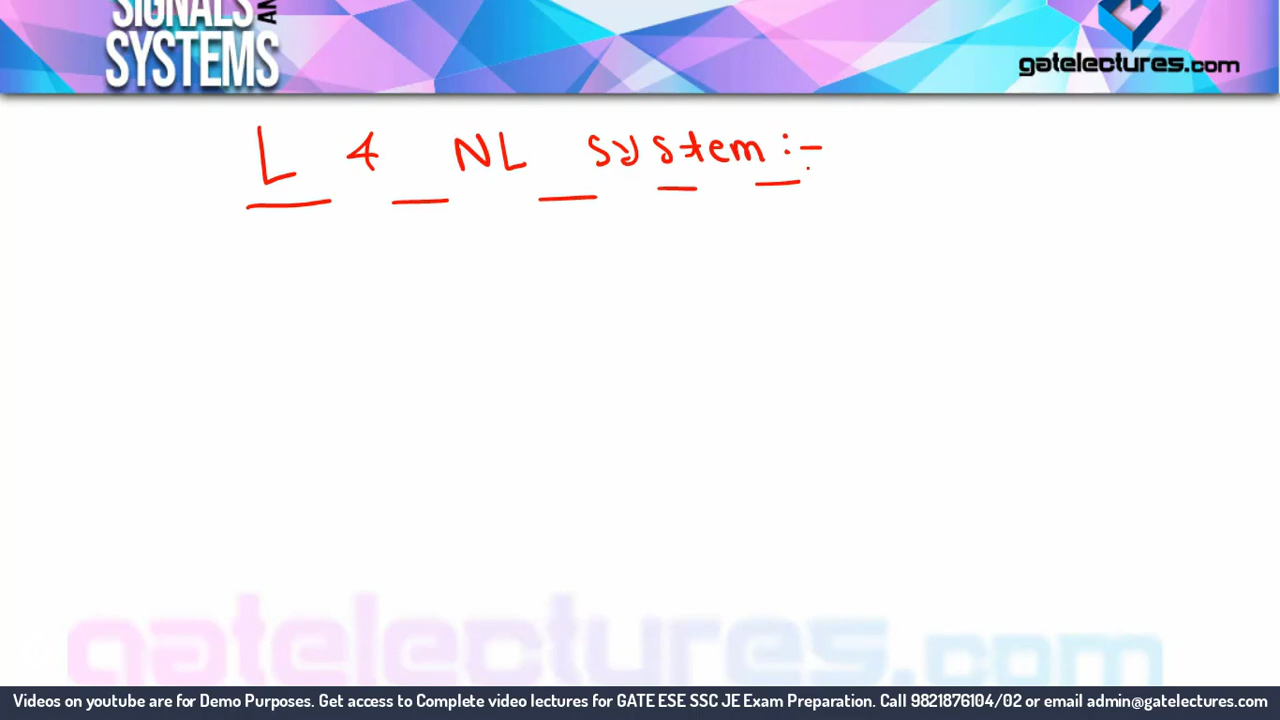 SIGNALS AND
SYSTEMS
gatelectures.com
L & NL system :-
gatelectures.com
Videos on youtube are for Demo Purposes. Get access to Complete video lectures for GATE ESE SSC JE Exam Preparation. Call 9821876104/02 or email admin@gatelectures.com